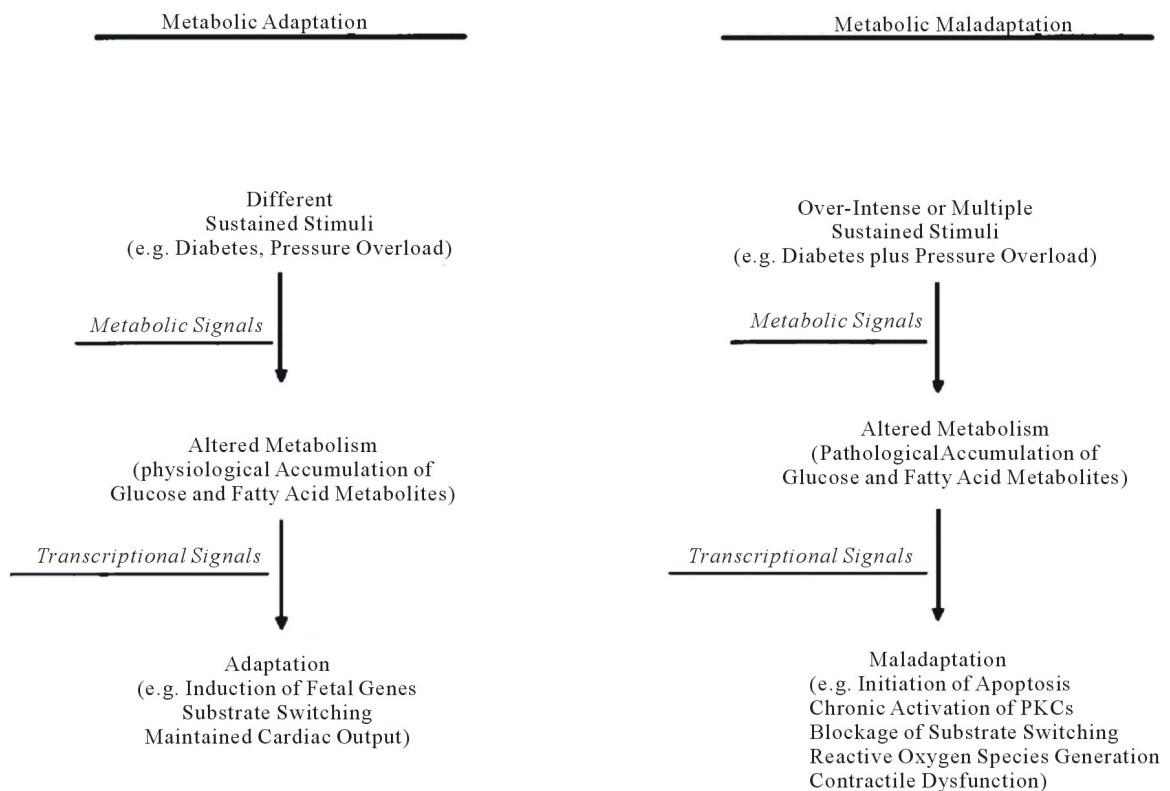 Metabolic Adaptation
Different
Sustained Stimuli
(e.g. Diabetes, Pressure Overload)
Metabolic Signals
Altered Metabolism
(physiological Accumulation of
Glucose and Fatty Acid Metabolites)
Transcriptional Signals
Adaptation
(e.g. Induction of Fetal Genes
Substrate Switching
Maintained Cardiac Output)
Metabolic Maladaptation
Over-Intense or Multiple
Sustained Stimuli
(e.g. Diabetes plus Pressure Overload)
Metabolic Signals
Altered Metabolism
(Pathological Accumulation of
Glucose and Fatty Acid Metabolites)
Transcriptional Signals
Maladaptation
(e.g. Initiation of Apoptosis
Chronic Activation of PKCs
Blockage of Substrate Switching
Reactive Oxygen Species Generation
Contractile Dysfunction)